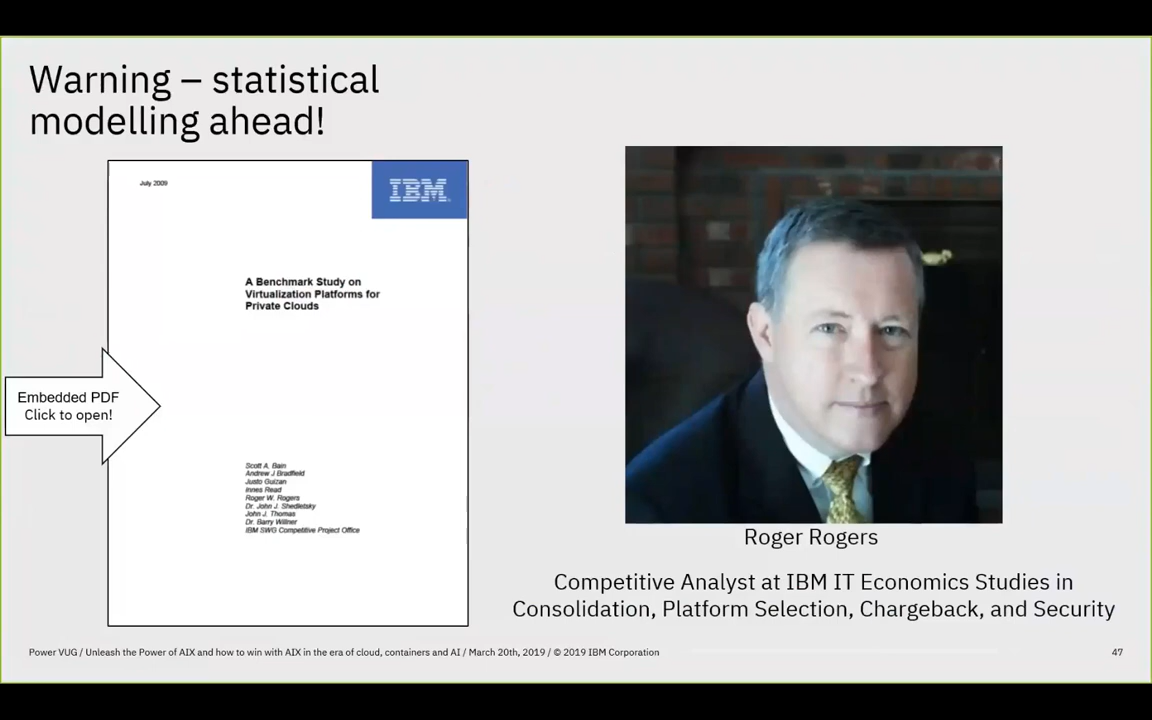 Warning – statistical
modelling ahead!
July 2009
IBM
A Benchmark Study on
Virtualization Platforms for
Private Clouds
Embedded PDF
Click to open!
Scott A. Bain
Andrew J Bradfield
Justo Guizan
Innes Read
Roger W. Rogers
Dr. John J. Shedletsky
John J. Thomas
Dr. Barry Willner
IBM SWG Competitive Project Office
Roger Rogers
Competitive Analyst at IBM IT Economics Studies in
Consolidation, Platform Selection, Chargeback, and Security
Power VUG / Unleash the Power of AIX and how to win with AIX in the era of cloud, containers and AI / March 20th, 2019 / © 2019 IBM Corporation
47